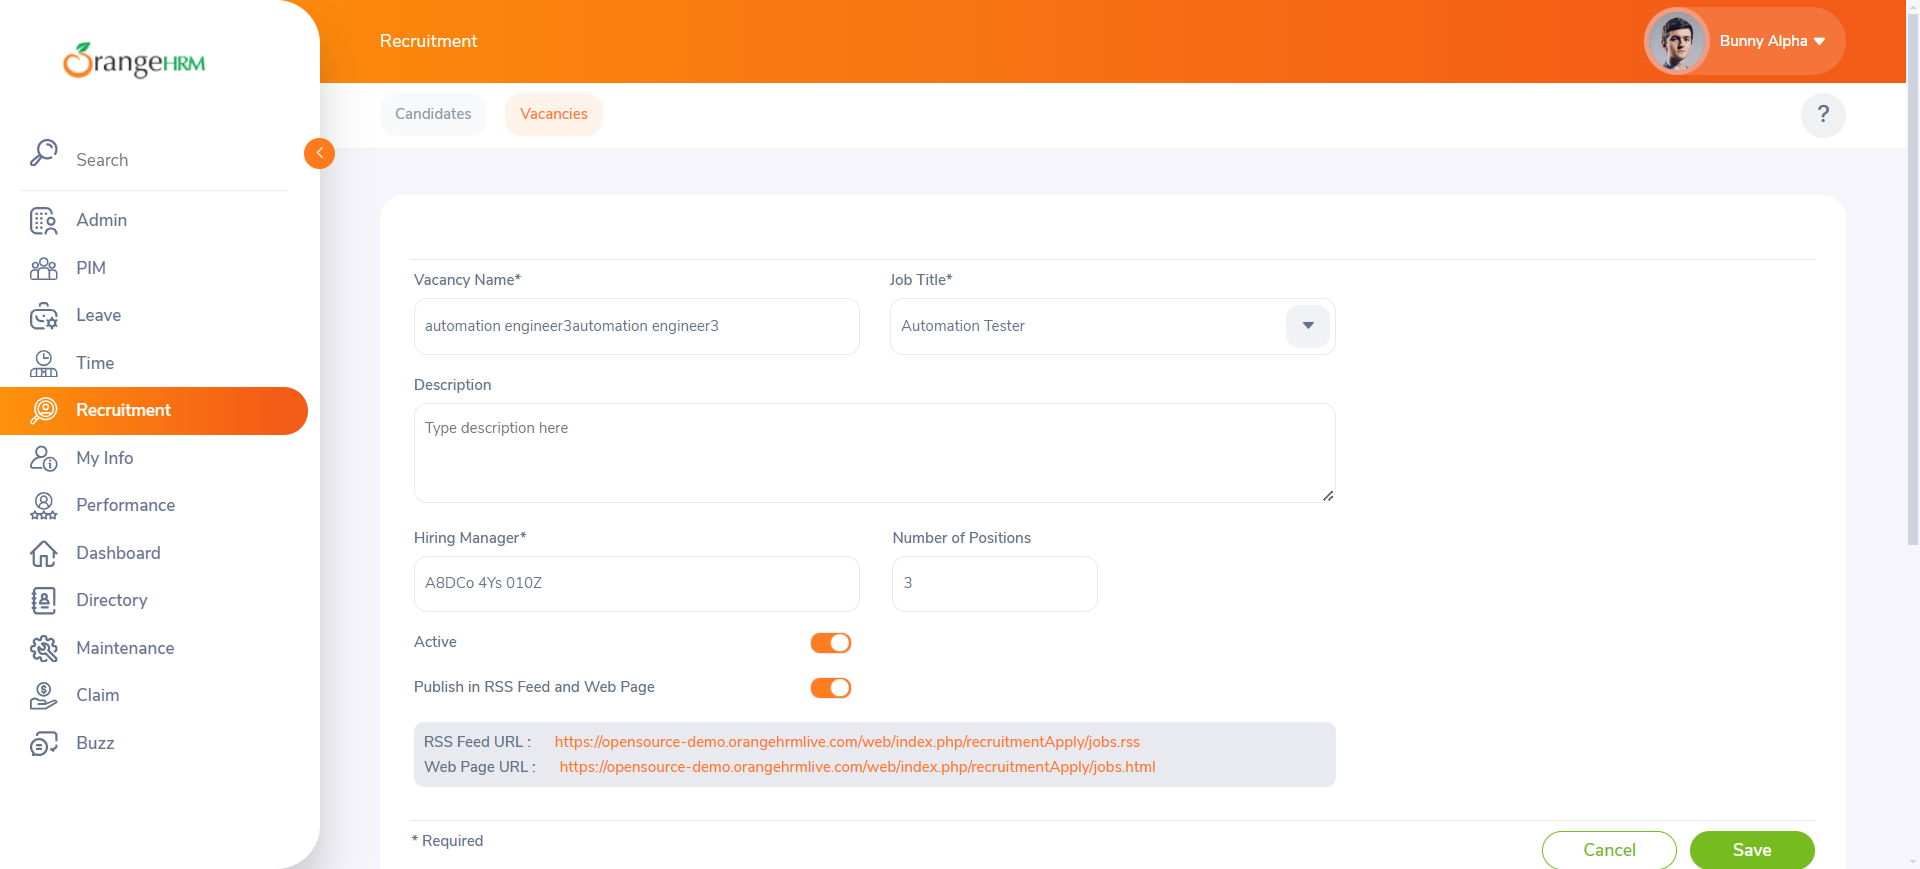 OrangeHRM
Search
Admin
PIM
Leave
Time
Recruitment
My Info
Performance
Dashboard
Directory
Maintenance
Claim
Buzz
Recruitment
Bunny Alpha
Candidates
Vacancies
?
Vacancy Name*
Job Title*
automation engineer3automation engineer3
Automation Tester
Description
Type description here
Hiring Manager*
Number of Positions
A8DCo 4Ys 010Z
3
Active
Publish in RSS Feed and Web Page
RSS Feed URL : https://opensource-demo.orangehrmlive.com/web/index.php/recruitmentApply/jobs.rss
Web Page URL : https://opensource-demo.orangehrmlive.com/web/index.php/recruitmentApply/jobs.html
* Required
Cancel
Save